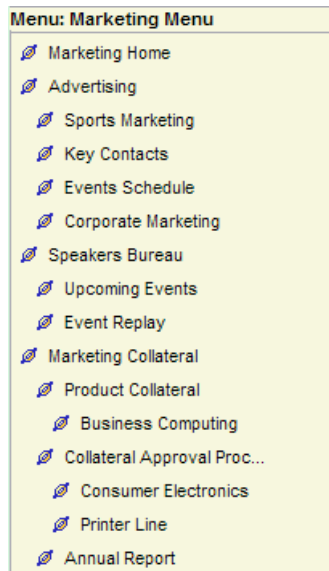 Menu: Marketing Menu
Marketing Home
Advertising
Sports Marketing
Key Contacts
Events Schedule
Corporate Marketing
Speakers Bureau
Upcoming Events
Event Replay
Marketing Collateral
Product Collateral
Business Computing
Collateral Approval Proc...
Consumer Electronics
Printer Line
Annual Report